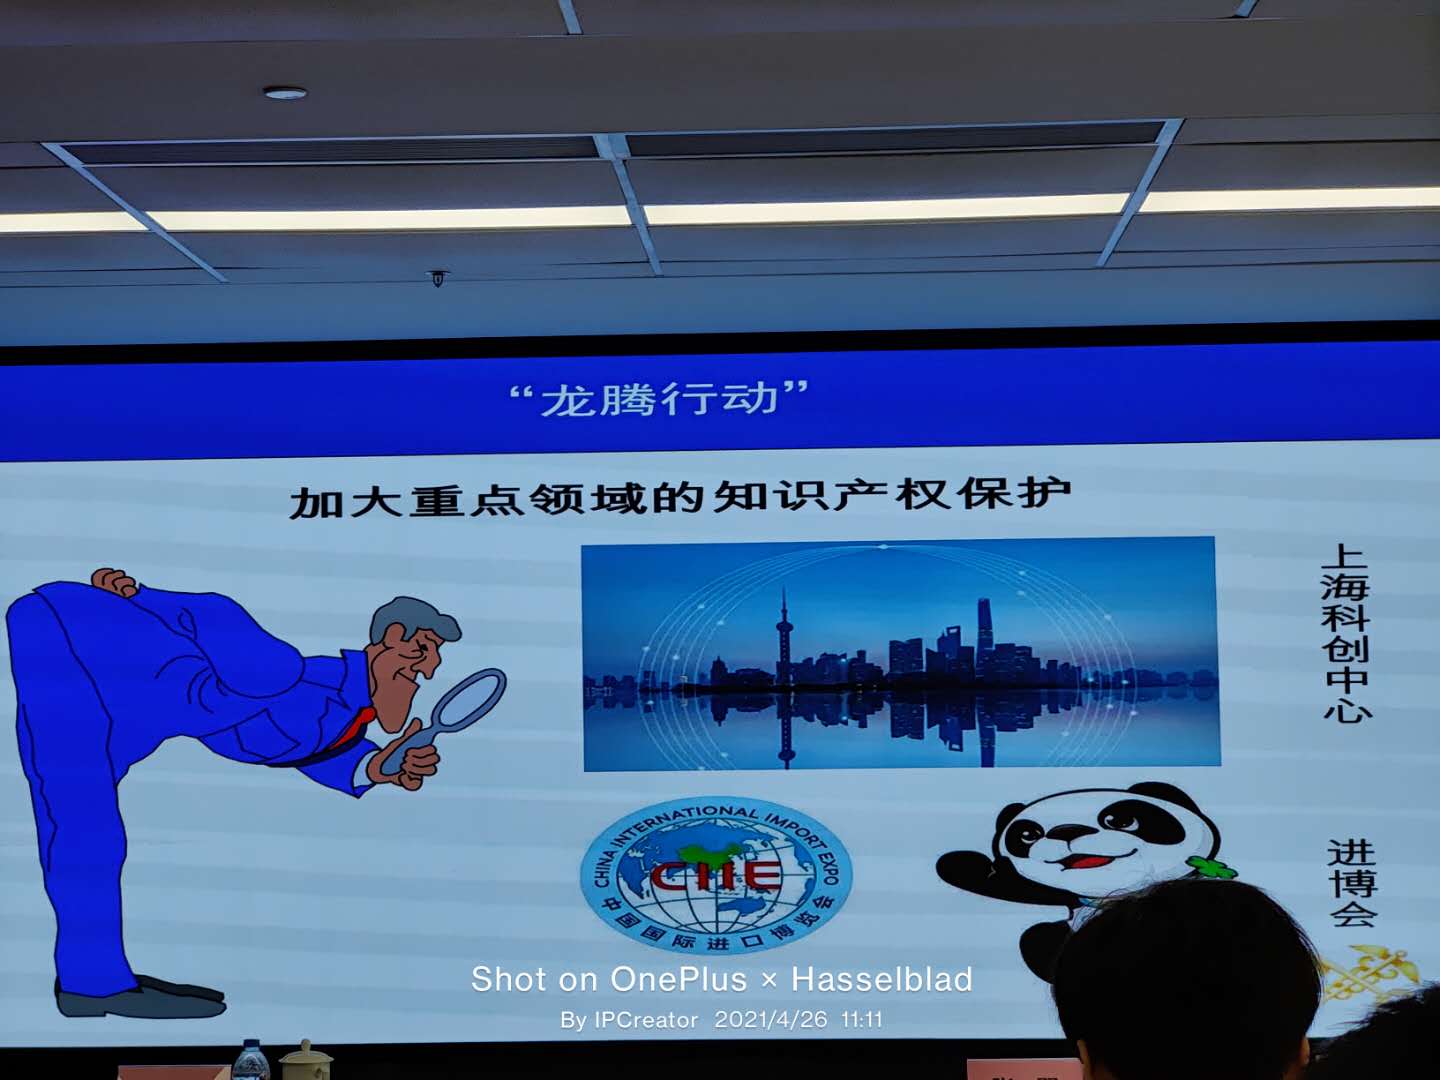 “龙腾行动”
加大重点领域的知识产权保护
上海科创中心
CHINA INTERNATIONAL IMPORT EXPO
CIIE
中国国际进口博览会
进博会
Shot on OnePlus × Hasselblad
By IPCreator 2021/4/26 11:11